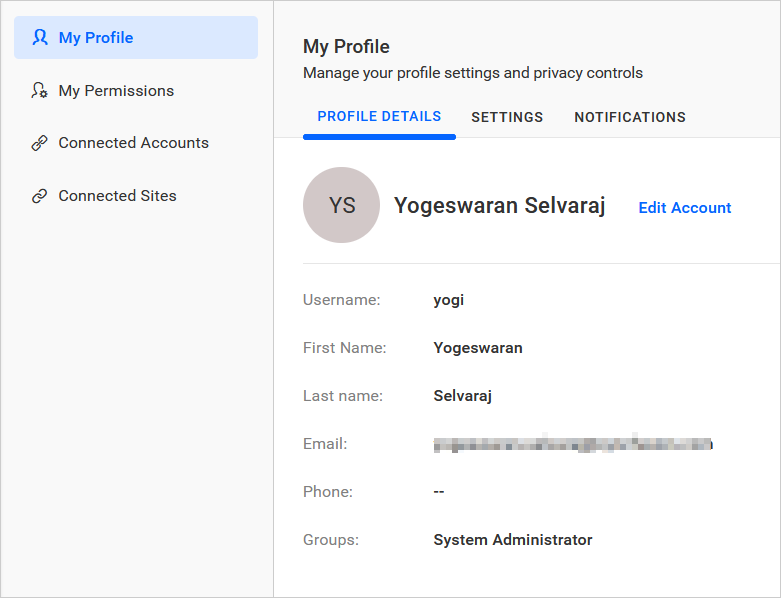 My Profile
My Permissions
Connected Accounts
Connected Sites
My Profile
Manage your profile settings and privacy controls
PROFILE DETAILS SETTINGS NOTIFICATIONS
YS
Yogeswaran Selvaraj Edit Account
Username: yogi
First Name: Yogeswaran
Last name: Selvaraj
Email:
Phone: --
Groups: System Administrator